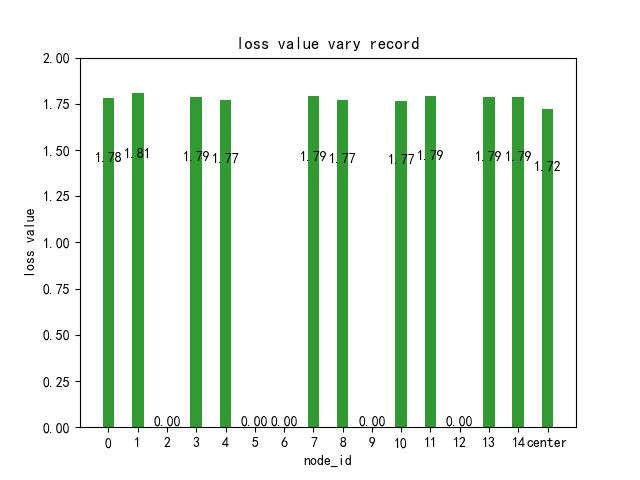 loss value vary record
2.00
1.75
1.50
1.25
1.00
0.75
0.50
0.25
0.00
loss value
1.78 1.81 0.00 1.79 1.77 0.00 0.00 1.79 1.77 0.00 1.77 1.79 0.00 1.79 1.79 1.72
0 1 2 3 4 5 6 7 8 9 10 11 12 13 14 center
node_id